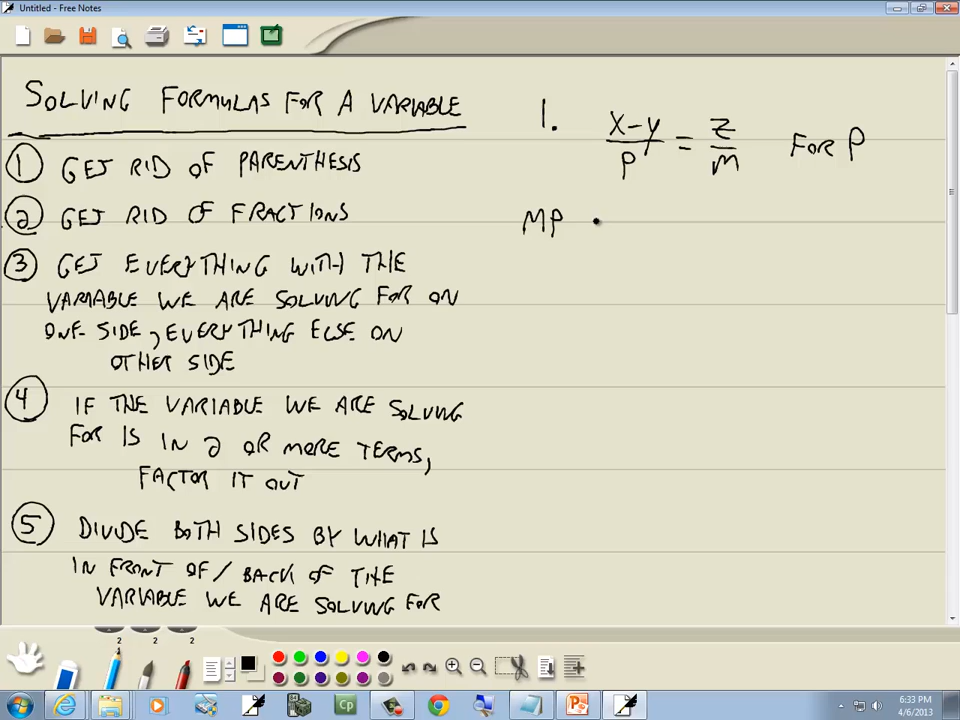 Untitled - Free Notes
SOLVING FORMULAS FOR A VARIABLE
① GET RID OF PARENTHESIS
② GET RID OF FRACTIONS
③ GET EVERYTHING WITH THE
VARIABLE WE ARE SOLVING FOR ON
ONE SIDE, EVERYTHING ELSE ON
OTHER SIDE
④ IF THE VARIABLE WE ARE SOLVING
FOR IS IN 2 OR MORE TERMS,
FACTOR IT OUT
⑤ DIVIDE BOTH SIDES BY WHAT IS
IN FRONT OF/BACK OF THE
VARIABLE WE ARE SOLVING FOR
1. (X-Y)/P = Z/M FOR P
MP ·
2 2 2
Cp
6:33 PM
4/6/2013